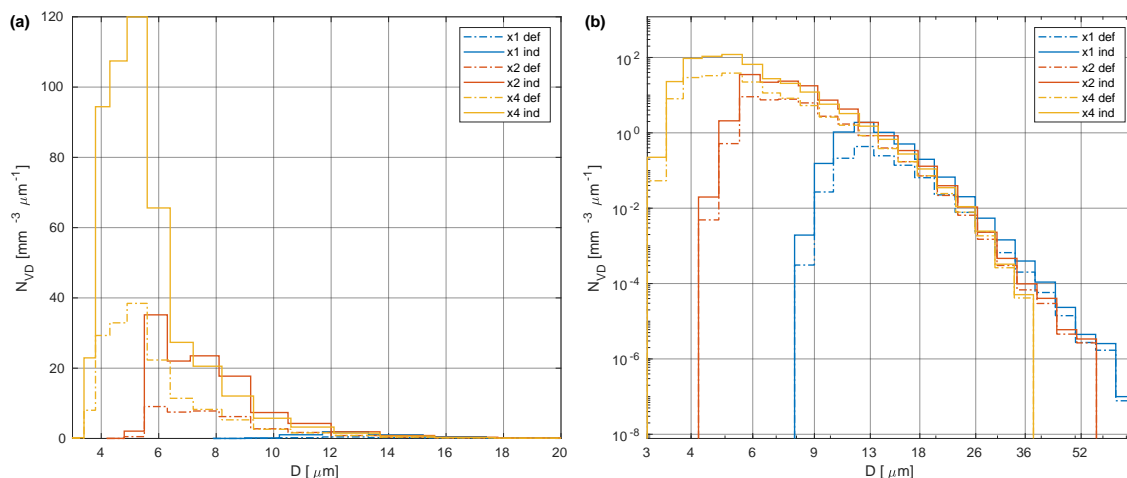 (a)
120
100
80
60
40
20
0
N_VD [mm^-3 μm^-1]
4 6 8 10 12 14 16 18 20
D [ μm]
x1 def
x1 ind
x2 def
x2 ind
x4 def
x4 ind
(b)
10^2
10^0
10^-2
10^-4
10^-6
10^-8
N_VD [mm^-3 μm^-1]
3 4 6 9 13 18 26 36 52
D [ μm]
x1 def
x1 ind
x2 def
x2 ind
x4 def
x4 ind